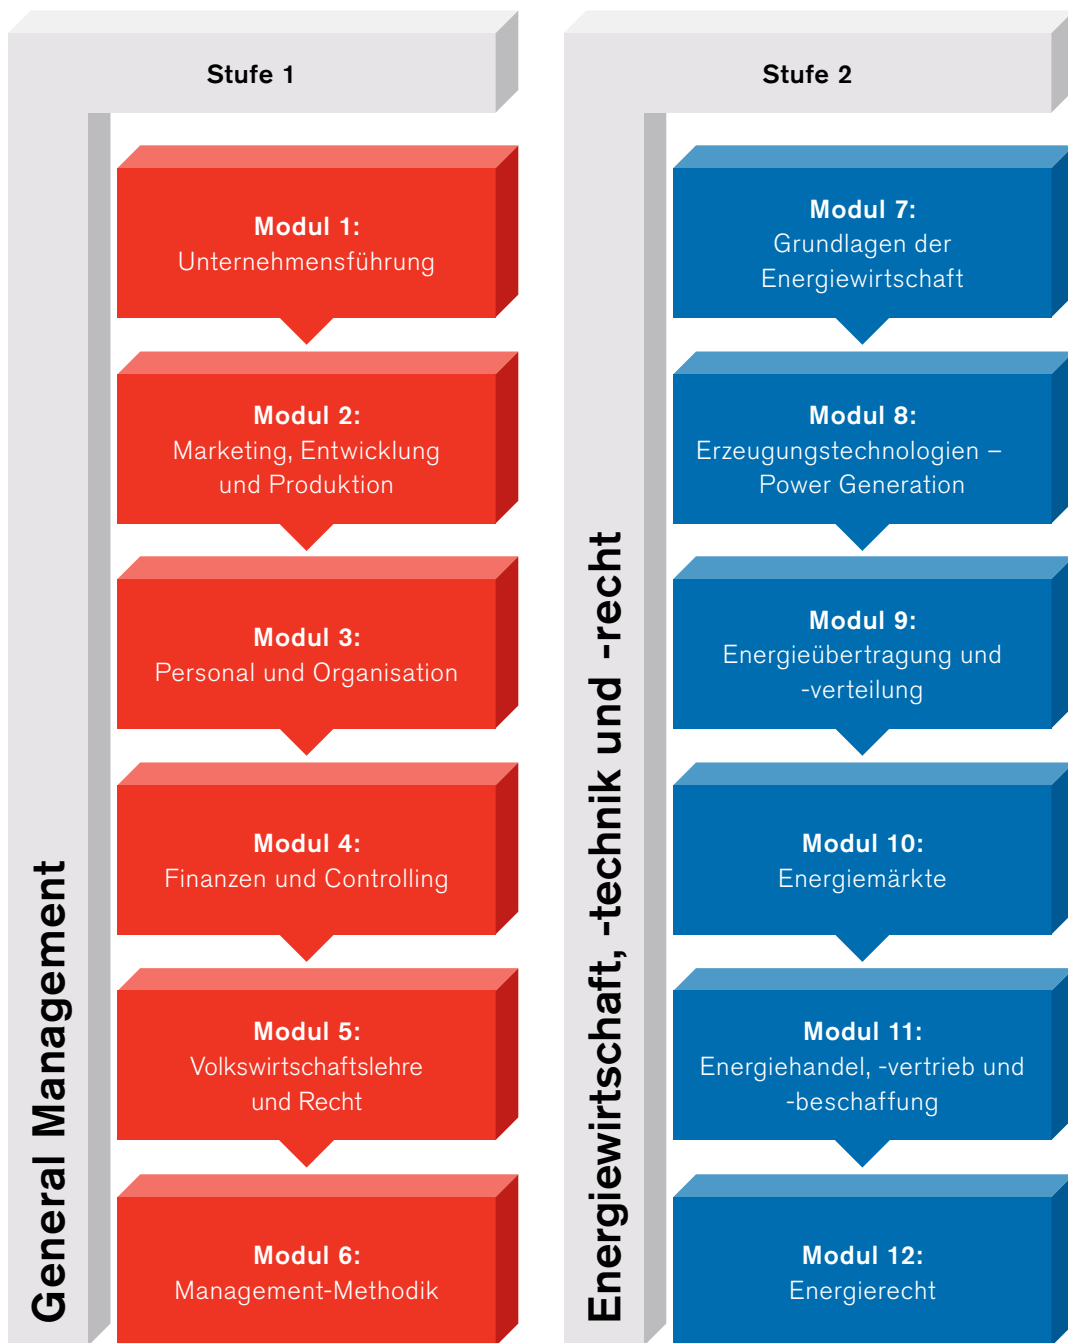 Stufe 1
General Management
Modul 1:
Unternehmensführung
Modul 2:
Marketing, Entwicklung
und Produktion
Modul 3:
Personal und Organisation
Modul 4:
Finanzen und Controlling
Modul 5:
Volkswirtschaftslehre
und Recht
Modul 6:
Management-Methodik
Stufe 2
Energiewirtschaft, -technik und -recht
Modul 7:
Grundlagen der
Energiewirtschaft
Modul 8:
Erzeugungstechnologien –
Power Generation
Modul 9:
Energieübertragung und
-verteilung
Modul 10:
Energiemärkte
Modul 11:
Energiehandel, -vertrieb und
-beschaffung
Modul 12:
Energierecht